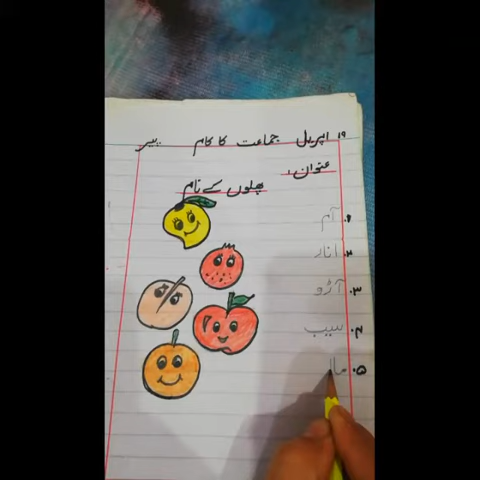 ۱۹ اپریل جماعت کا کام پیر
عنوان:
پھلوں کے نام
۱. آم
۲. انار
۳. آڑو
۴. سیب
۵. ما